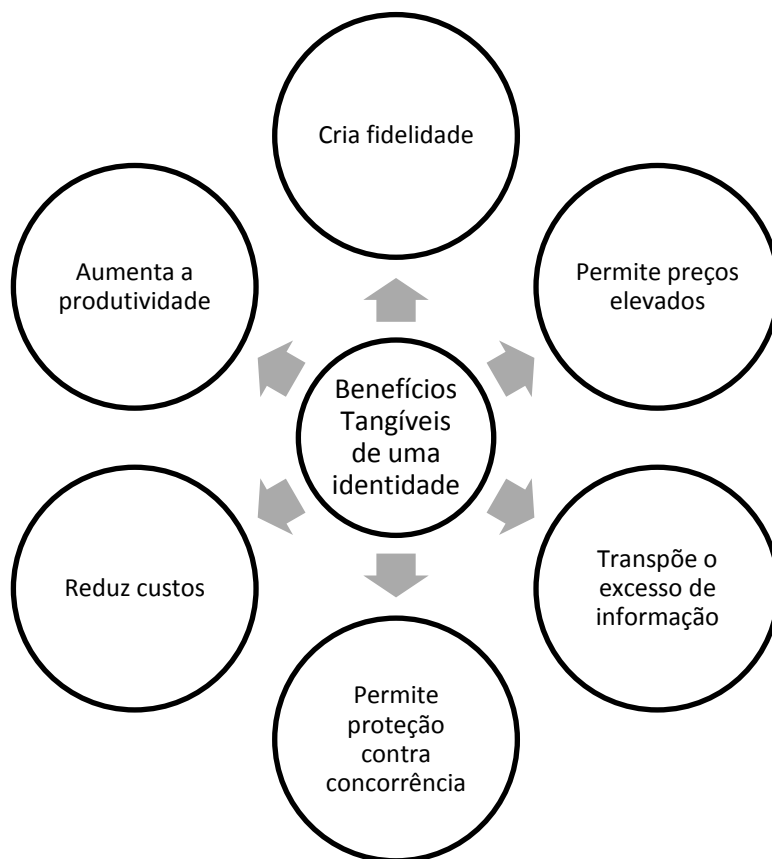 Cria fidelidade
Aumenta a
produtividade
Permite preços
elevados
Benefícios
Tangíveis
de uma
identidade
Reduz custos
Transpõe o
excesso de
informação
Permite
proteção
contra
concorrência